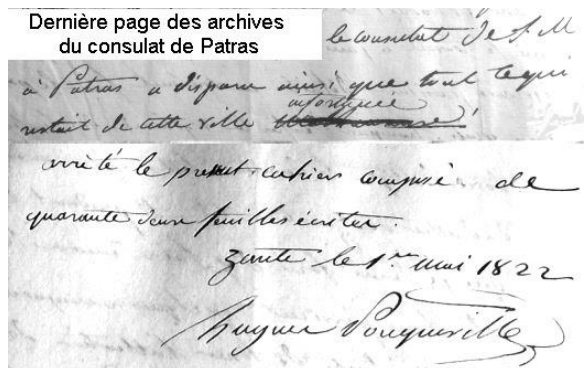 Dernière page des archives
du consulat de Patras
le consulat de S. M
à Patras a disparu ainsi que tout ce qui
infortunée
restait de cette ville
arrêté le present cahier composé de
quarante deux feuilles écrites.
Zante le 1er mai 1822
hugues Pouqueville